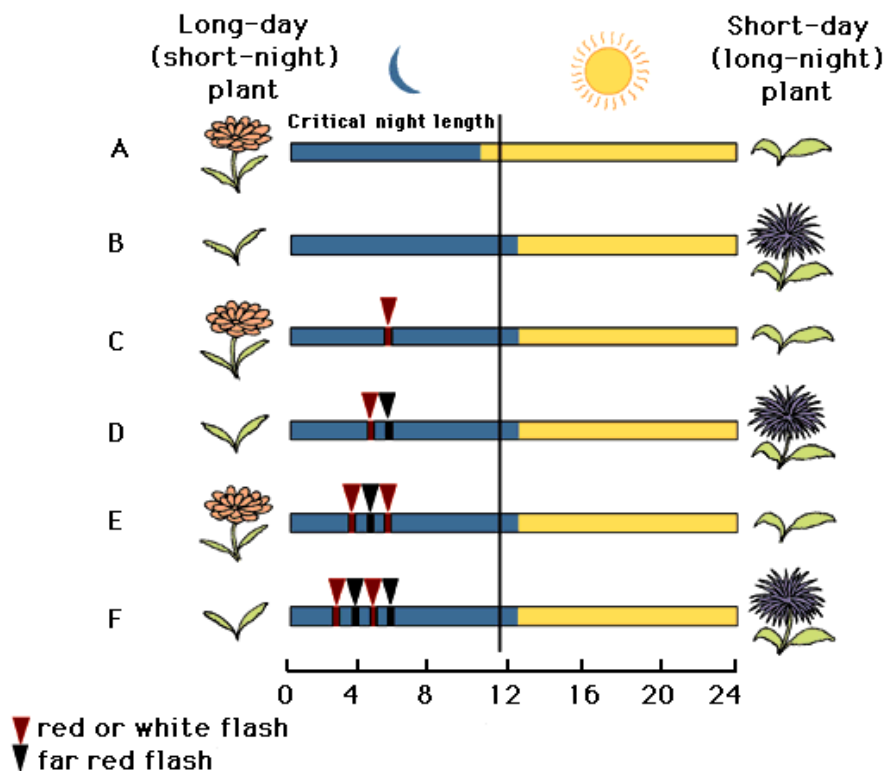 Long-day
(short-night)
plant
Short-day
(long-night)
plant
Critical night length
A
B
C
D
E
F
0 4 8 12 16 20 24
red or white flash
far red flash